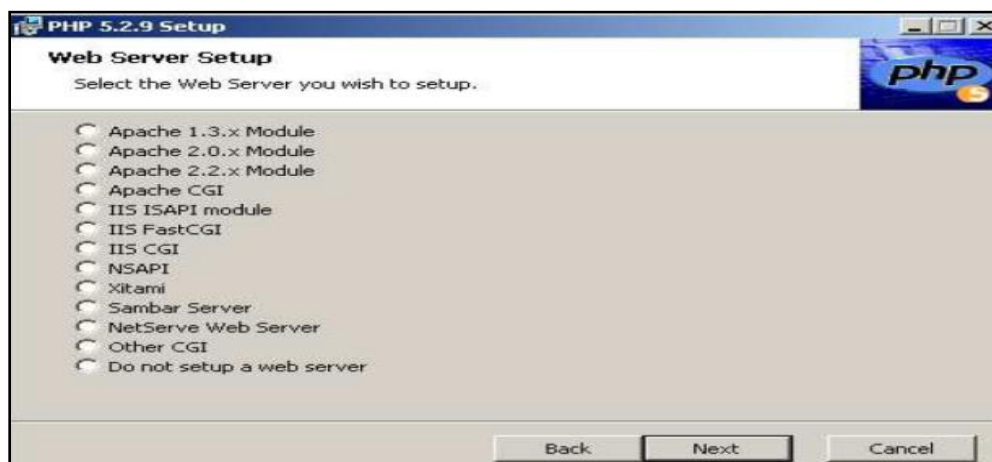 PHP 5.2.9 Setup
Web Server Setup
Select the Web Server you wish to setup.
php
Apache 1.3.x Module
Apache 2.0.x Module
Apache 2.2.x Module
Apache CGI
IIS ISAPI module
IIS FastCGI
IIS CGI
NSAPI
Xitami
Sambar Server
NetServe Web Server
Other CGI
Do not setup a web server
Back Next Cancel